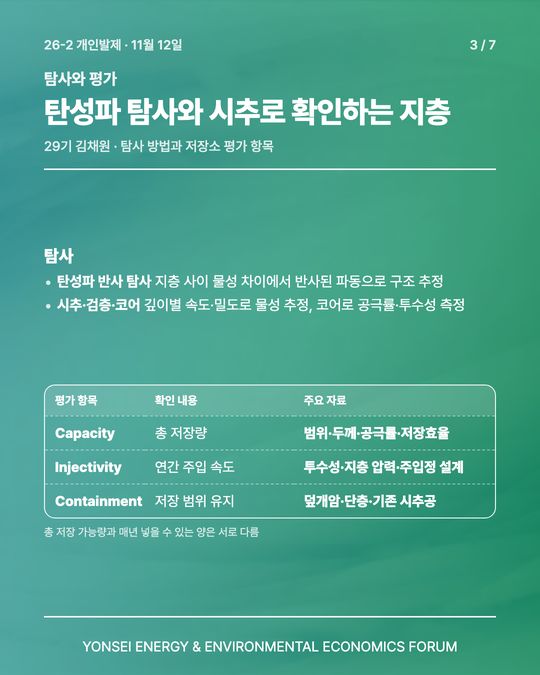 26-2 개인발제 · 11월 12일
3 / 7
탐사와 평가
탄성파 탐사와 시추로 확인하는 지층
29기 김채원 · 탐사 방법과 저장소 평가 항목
탐사
• 탄성파 반사 탐사 지층 사이 물성 차이에서 반사된 파동으로 구조 추정
• 시추·검층·코어 깊이별 속도·밀도로 물성 추정, 코어로 공극률·투수성 측정
평가 항목 확인 내용 주요 자료
Capacity 총 저장량 범위·두께·공극률·저장효율
Injectivity 연간 주입 속도 투수성·지층 압력·주입정 설계
Containment 저장 범위 유지 덮개암·단층·기존 시추공
총 저장 가능량과 매년 넣을 수 있는 양은 서로 다름
YONSEI ENERGY & ENVIRONMENTAL ECONOMICS FORUM